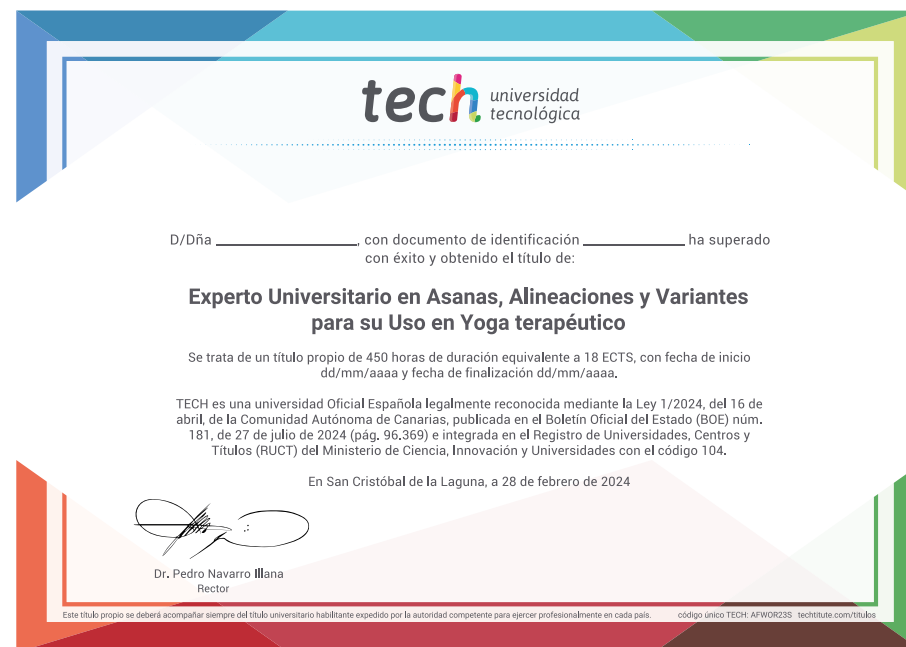 tech universidad
tecnológica
D/Dña ______________, con documento de identificación __________ ha superado
con éxito y obtenido el título de:
Experto Universitario en Asanas, Alineaciones y Variantes
para su Uso en Yoga terapéutico
Se trata de un título propio de 450 horas de duración equivalente a 18 ECTS, con fecha de inicio
dd/mm/aaaa y fecha de finalización dd/mm/aaaa.
TECH es una universidad Oficial Española legalmente reconocida mediante la Ley 1/2024, del 16 de
abril, de la Comunidad Autónoma de Canarias, publicada en el Boletín Oficial del Estado (BOE) núm.
181, de 27 de julio de 2024 (pág. 96.369) e integrada en el Registro de Universidades, Centros y
Títulos (RUCT) del Ministerio de Ciencia, Innovación y Universidades con el código 104.
En San Cristóbal de la Laguna, a 28 de febrero de 2024
Dr. Pedro Navarro Illana
Rector
Este título propio se deberá acompañar siempre del título universitario habilitante expedido por la autoridad competente para ejercer profesionalmente en cada país. código único TECH: AFWOR23S techtitute.com/titulos